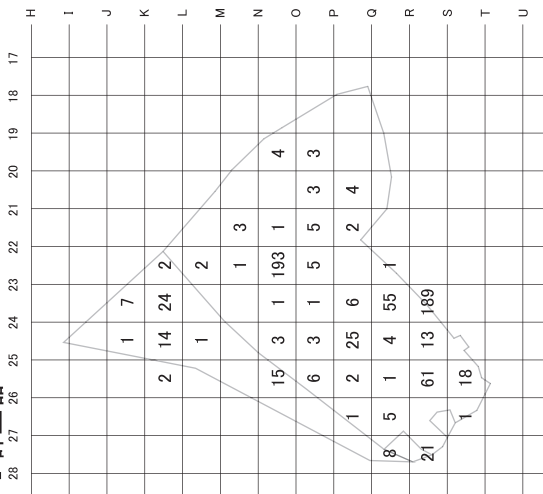 28 27 26 25 24 23 22 21 20 19 18 17
H
I
J
1 7
K
2 14 24 2
L
1 2
M
1 3
N
15 3 1 193 1 4
O
6 3 1 5 5 3 3
P
1 2 25 6 2 4
Q
8 5 1 4 55 1
R
21 61 13 189
S
1 18
T
U